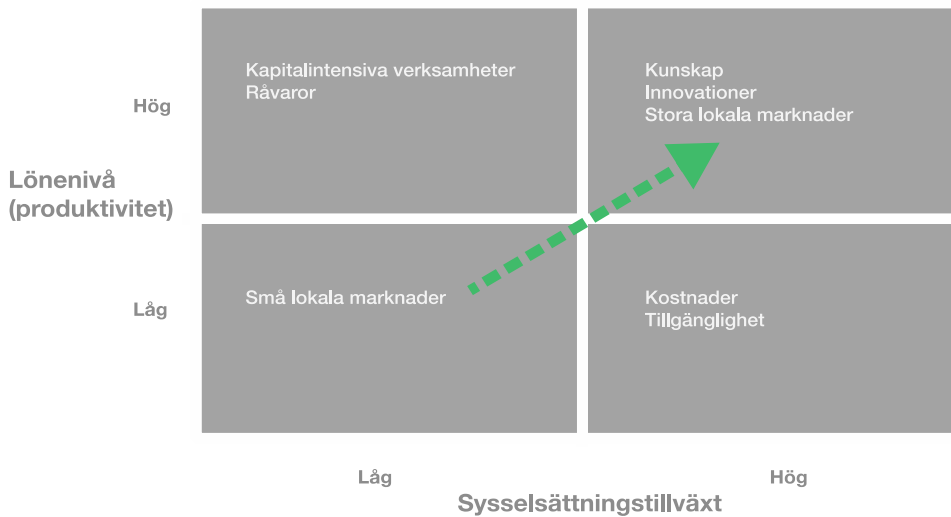 Kapitalintensiva verksamheter
Råvaror
Kunskap
Innovationer
Stora lokala marknader
Hög
Lönenivå
(produktivitet)
Små lokala marknader
Kostnader
Tillgänglighet
Låg
Låg
Hög
Sysselsättningstillväxt